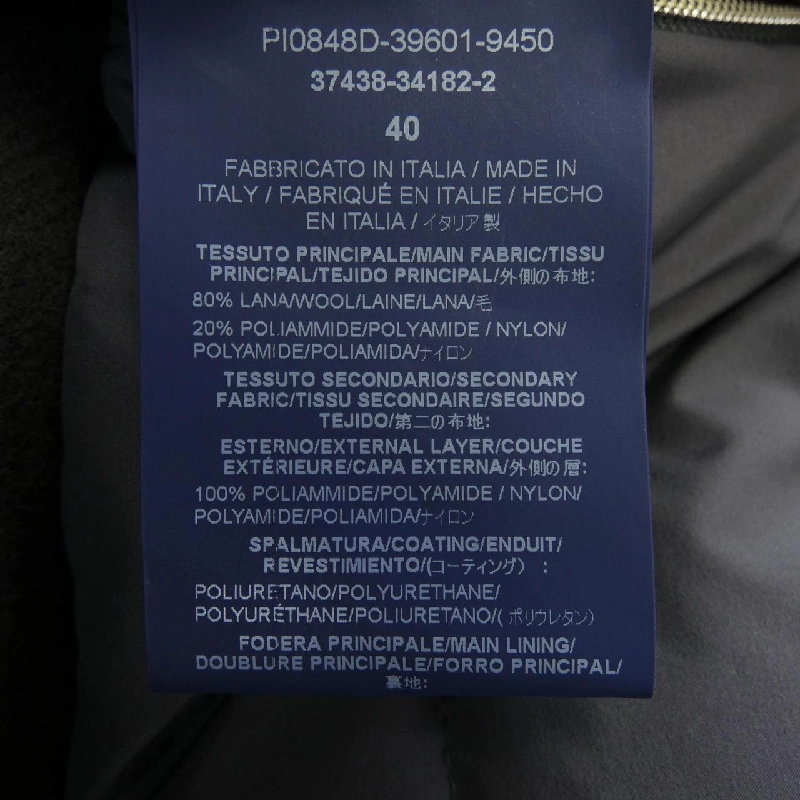 PI0848D-39601-9450
37438-34182-2
40
FABBRICATO IN ITALIA / MADE IN
ITALY / FABRIQUÉ EN ITALIE / HECHO
EN ITALIA / イタリア製
TESSUTO PRINCIPALE/MAIN FABRIC/TISSU
PRINCIPAL/TEJIDO PRINCIPAL/外側の布地:
80% LANA/WOOL/LAINE/LANA/毛
20% POLIAMMIDE/POLYAMIDE / NYLON/
POLYAMIDE/POLIAMIDA/ナイロン
TESSUTO SECONDARIO/SECONDARY
FABRIC/TISSU SECONDAIRE/SEGUNDO
TEJIDO/第二の布地:
ESTERNO/EXTERNAL LAYER/COUCHE
EXTÉRIEURE/CAPA EXTERNA/外側の層:
100% POLIAMMIDE/POLYAMIDE / NYLON/
POLYAMIDE/POLIAMIDA/ナイロン
SPALMATURA/COATING/ENDUIT/
REVESTIMIENTO/(コーティング) :
POLIURETANO/POLYURETHANE/
POLYURÉTHANE/POLIURETANO/( ポリウレタン)
FODERA PRINCIPALE/MAIN LINING/
DOUBLURE PRINCIPALE/FORRO PRINCIPAL/
裏地: